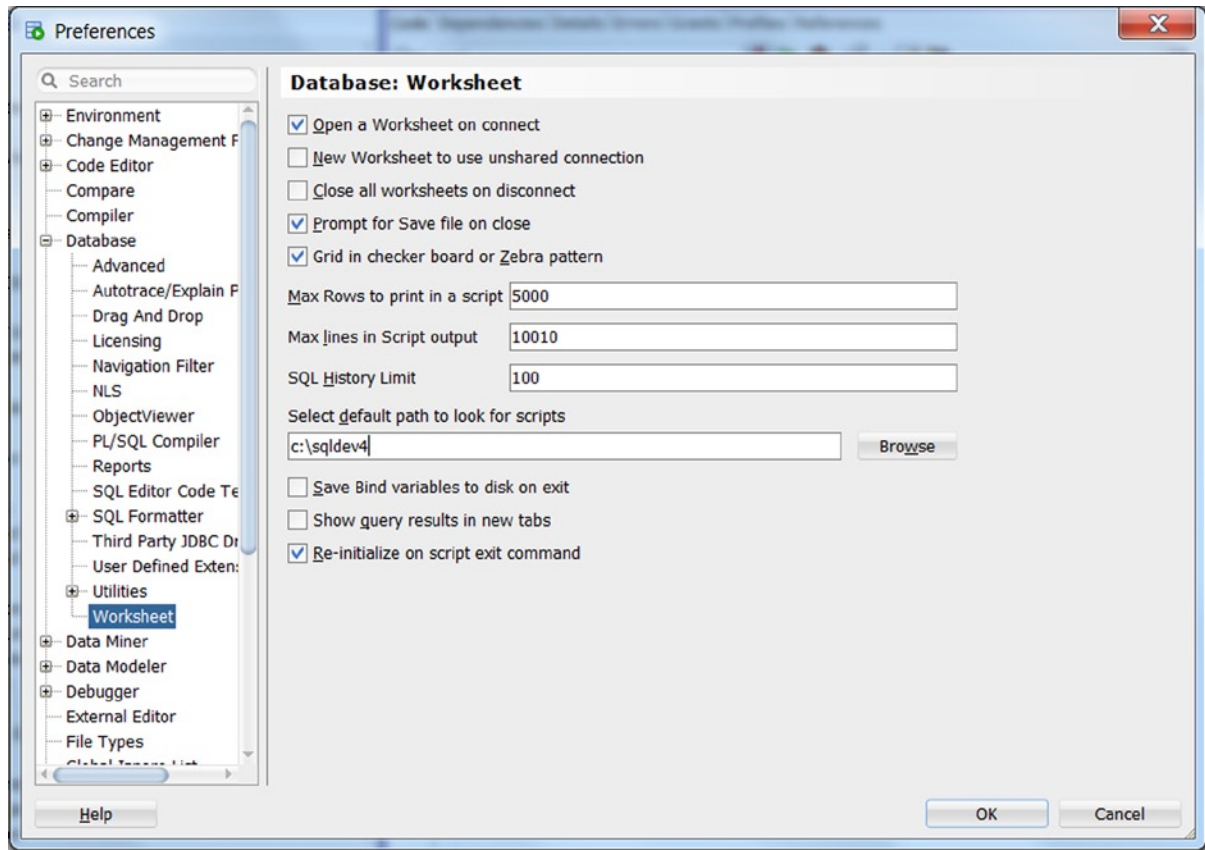 Preferences
Search
Environment
Change Management F
Code Editor
Compare
Compiler
Database
Advanced
Autotrace/Explain P
Drag And Drop
Licensing
Navigation Filter
NLS
ObjectViewer
PL/SQL Compiler
Reports
SQL Editor Code Te
SQL Formatter
Third Party JDBC Dr
User Defined Exten
Utilities
Worksheet
Data Miner
Data Modeler
Debugger
External Editor
File Types
Global Ignore List
Database: Worksheet
Open a Worksheet on connect
New Worksheet to use unshared connection
Close all worksheets on disconnect
Prompt for Save file on close
Grid in checker board or Zebra pattern
Max Rows to print in a script 5000
Max lines in Script output 10010
SQL History Limit 100
Select default path to look for scripts
c:\sqldev4 Browse
Save Bind variables to disk on exit
Show query results in new tabs
Re-initialize on script exit command
Help OK Cancel